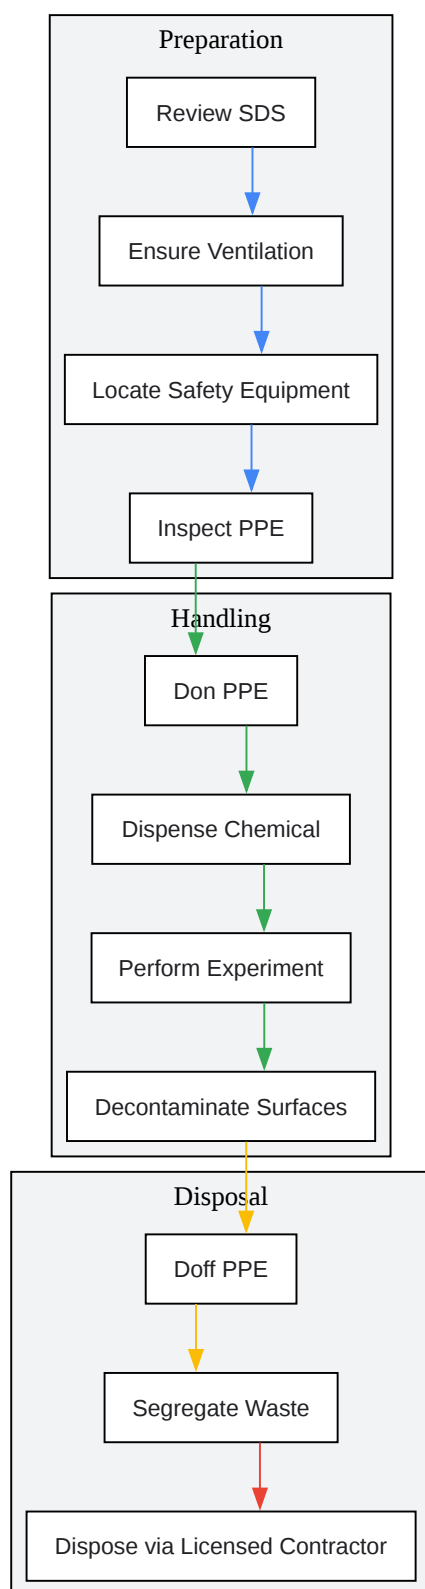 Preparation
Review SDS
Ensure Ventilation
Locate Safety Equipment
Inspect PPE
Handling
Don PPE
Dispense Chemical
Perform Experiment
Decontaminate Surfaces
Disposal
Doff PPE
Segregate Waste
Dispose via Licensed Contractor